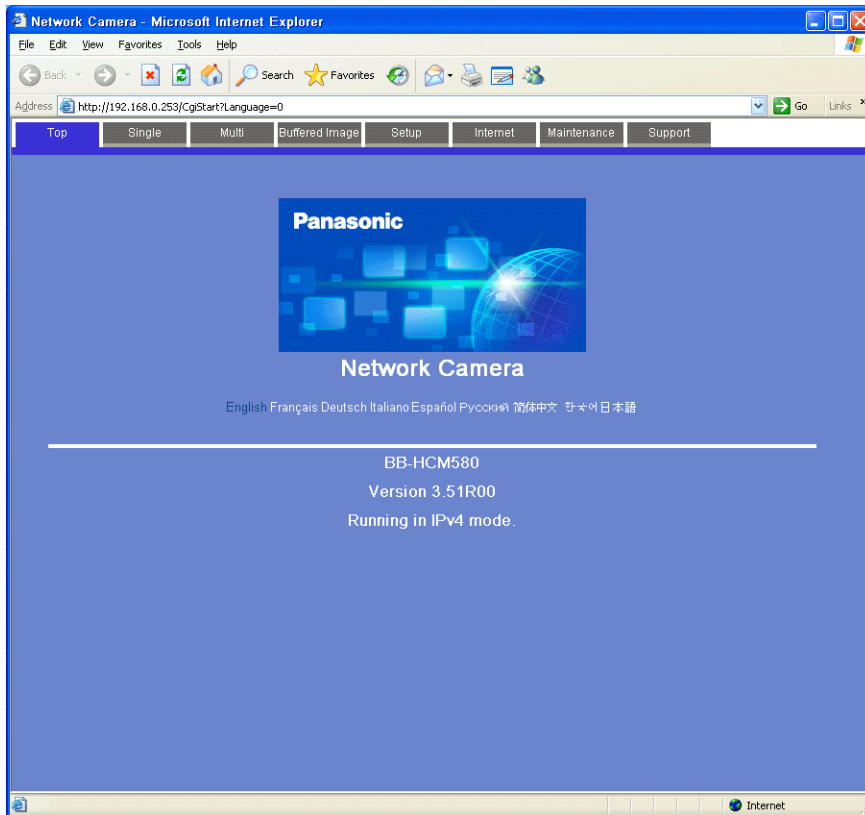 Network Camera - Microsoft Internet Explorer
File Edit View Favorites Tools Help
Back Search Favorites
Address http://192.168.0.253/CgiStart?Language=0 Go Links »
Top Single Multi Buffered Image Setup Internet Maintenance Support
Panasonic
Network Camera
English Français Deutsch Italiano Español Русский 简体中文 한국어 日本語
BB-HCM580
Version 3.51R00
Running in IPv4 mode.
Internet